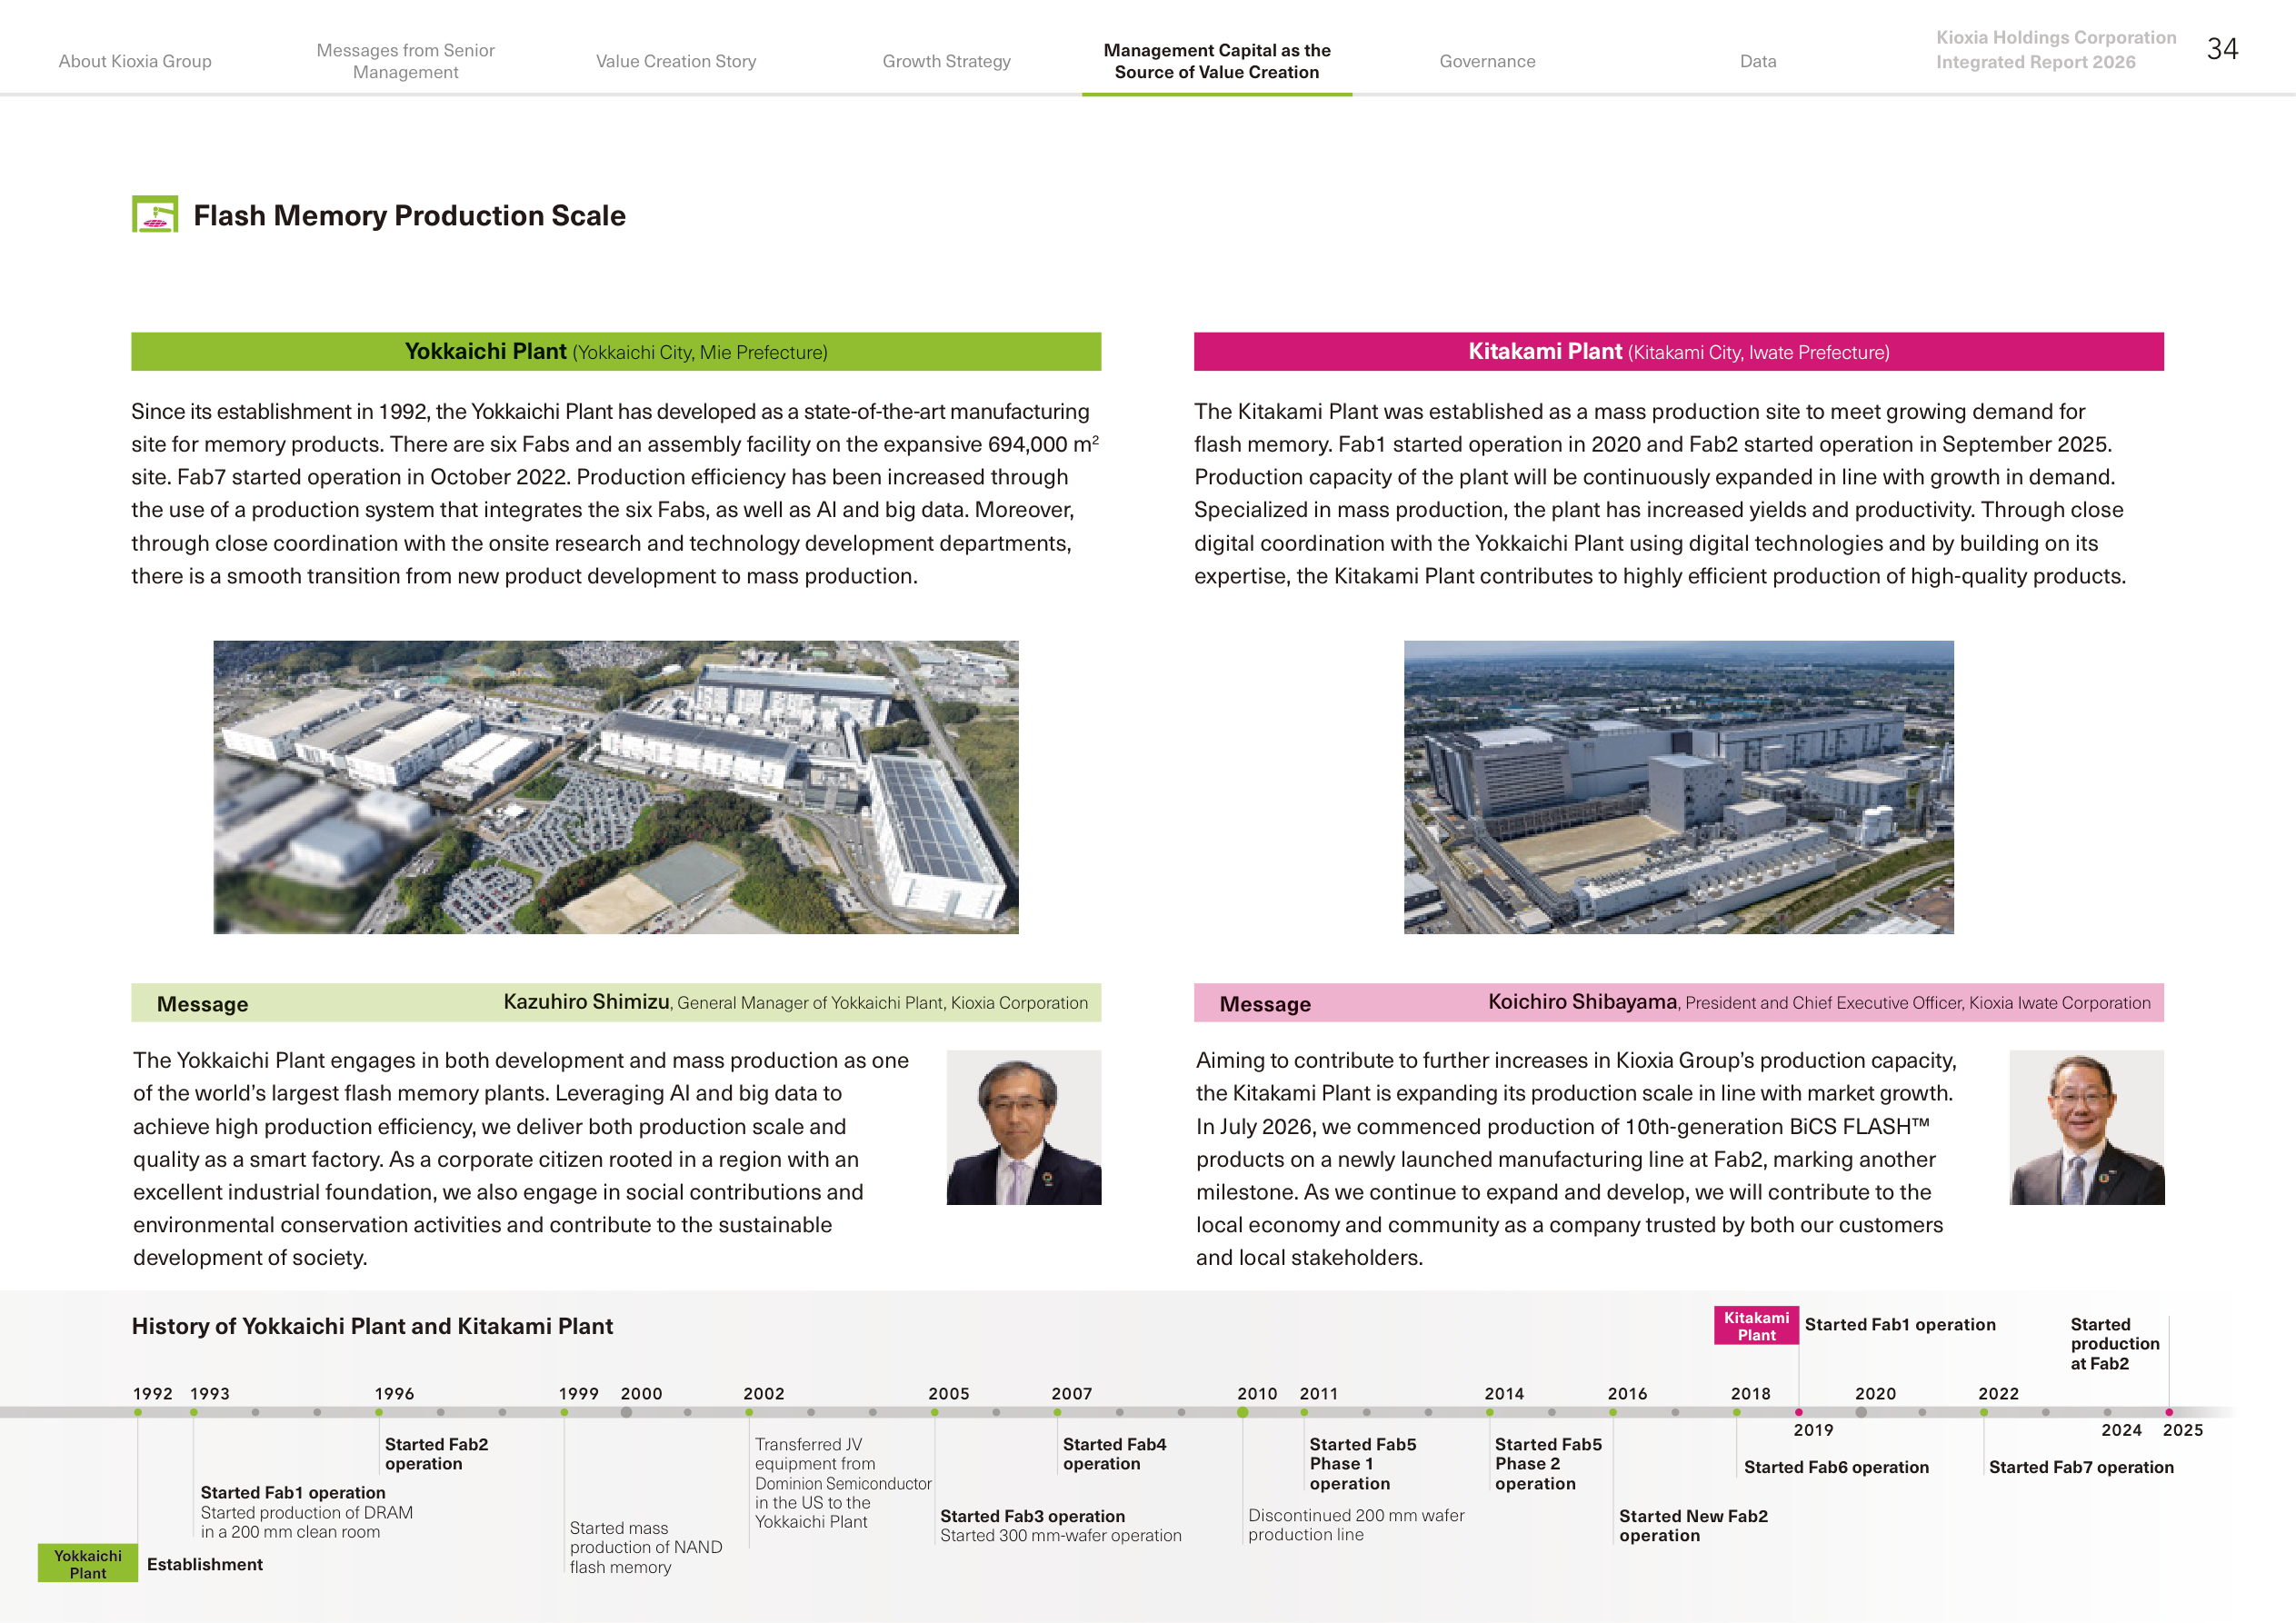 About Kioxia Group
Messages from Senior
Management
Value Creation Story
Growth Strategy
Management Capital as the
Source of Value Creation
Governance
Data
Kioxia Holdings Corporation
Integrated Report 2026
34
Flash Memory Production Scale
Yokkaichi Plant (Yokkaichi City, Mie Prefecture)
Since its establishment in 1992, the Yokkaichi Plant has developed as a state-of-the-art manufacturing
site for memory products. There are six Fabs and an assembly facility on the expansive 694,000 m²
site. Fab7 started operation in October 2022. Production efficiency has been increased through
the use of a production system that integrates the six Fabs, as well as AI and big data. Moreover,
through close coordination with the onsite research and technology development departments,
there is a smooth transition from new product development to mass production.
Kitakami Plant (Kitakami City, Iwate Prefecture)
The Kitakami Plant was established as a mass production site to meet growing demand for
flash memory. Fab1 started operation in 2020 and Fab2 started operation in September 2025.
Production capacity of the plant will be continuously expanded in line with growth in demand.
Specialized in mass production, the plant has increased yields and productivity. Through close
digital coordination with the Yokkaichi Plant using digital technologies and by building on its
expertise, the Kitakami Plant contributes to highly efficient production of high-quality products.
Message
Kazuhiro Shimizu, General Manager of Yokkaichi Plant, Kioxia Corporation
The Yokkaichi Plant engages in both development and mass production as one
of the world's largest flash memory plants. Leveraging AI and big data to
achieve high production efficiency, we deliver both production scale and
quality as a smart factory. As a corporate citizen rooted in a region with an
excellent industrial foundation, we also engage in social contributions and
environmental conservation activities and contribute to the sustainable
development of society.
Message
Koichiro Shibayama, President and Chief Executive Officer, Kioxia Iwate Corporation
Aiming to contribute to further increases in Kioxia Group's production capacity,
the Kitakami Plant is expanding its production scale in line with market growth.
In July 2026, we commenced production of 10th-generation BiCS FLASH™
products on a newly launched manufacturing line at Fab2, marking another
milestone. As we continue to expand and develop, we will contribute to the
local economy and community as a company trusted by both our customers
and local stakeholders.
History of Yokkaichi Plant and Kitakami Plant
Kitakami
Plant
Started Fab1 operation
Started
production
at Fab2
1992
1993
1996
1999
2000
2002
2005
2007
2010
2011
2014
2016
2018
2019
2020
2022
2024
2025
Yokkaichi
Plant
Establishment
Started Fab1 operation
Started production of DRAM
in a 200 mm clean room
Started Fab2
operation
Started mass
production of NAND
flash memory
Transferred JV
equipment from
Dominion Semiconductor
in the US to the
Yokkaichi Plant
Started Fab3 operation
Started 300 mm-wafer operation
Started Fab4
operation
Discontinued 200 mm wafer
production line
Started Fab5
Phase 1
operation
Started Fab5
Phase 2
operation
Started New Fab2
operation
Started Fab6 operation
Started Fab7 operation